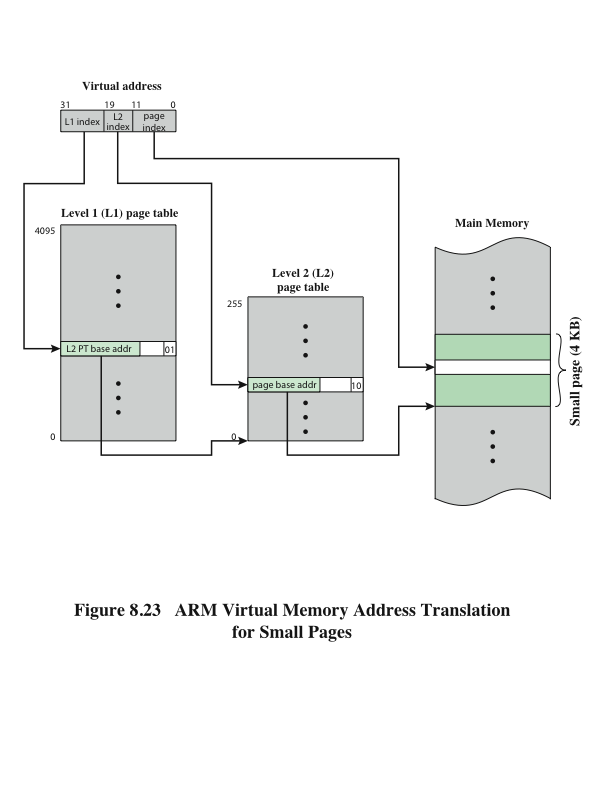 Virtual address
31 19 11 0
L1 index
L2
index
page
index
Level 1 (L1) page table
4095
L2 PT base addr
01
0
Level 2 (L2)
page table
255
page base addr
10
0
Main Memory
Small page (4 KB)
Figure 8.23 ARM Virtual Memory Address Translation
for Small Pages